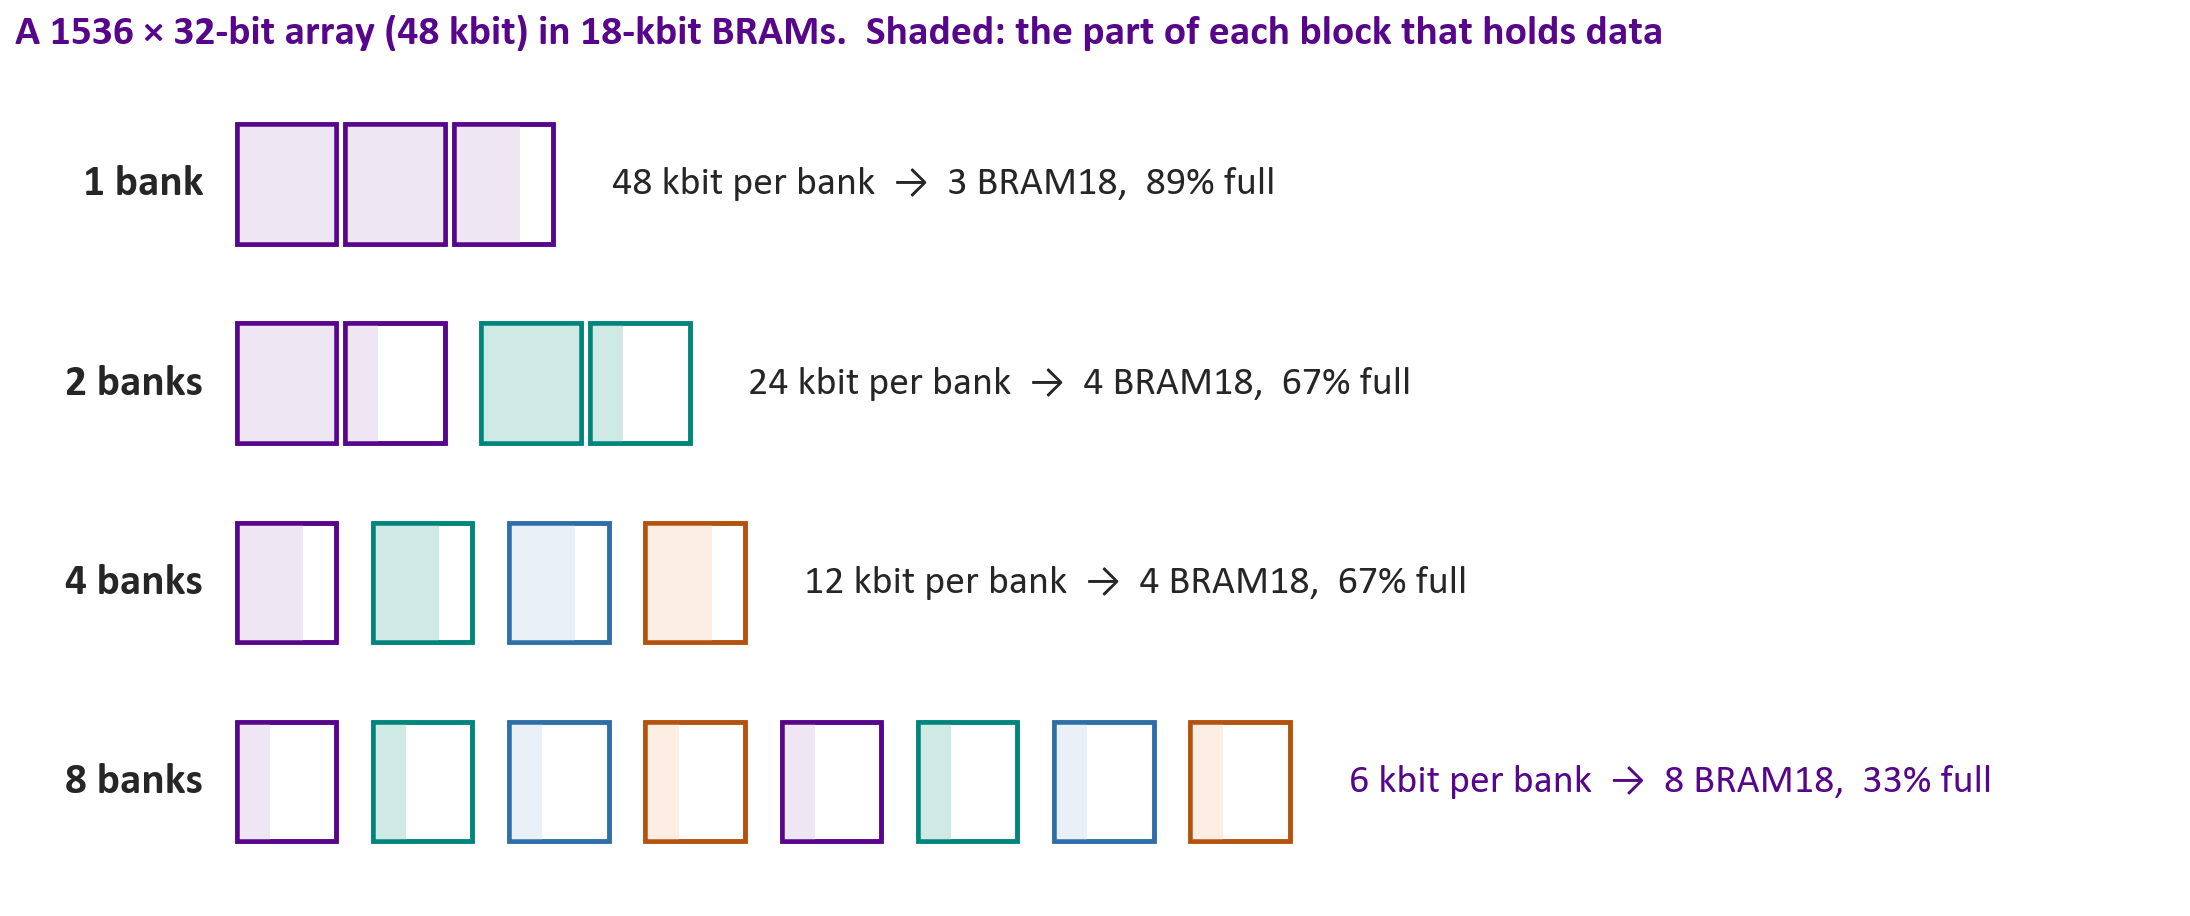 A 1536 × 32-bit array (48 kbit) in 18-kbit BRAMs.  Shaded: the part of each block that holds data
1 bank 48 kbit per bank → 3 BRAM18, 89% full
2 banks 24 kbit per bank → 4 BRAM18, 67% full
4 banks 12 kbit per bank → 4 BRAM18, 67% full
8 banks 6 kbit per bank → 8 BRAM18, 33% full